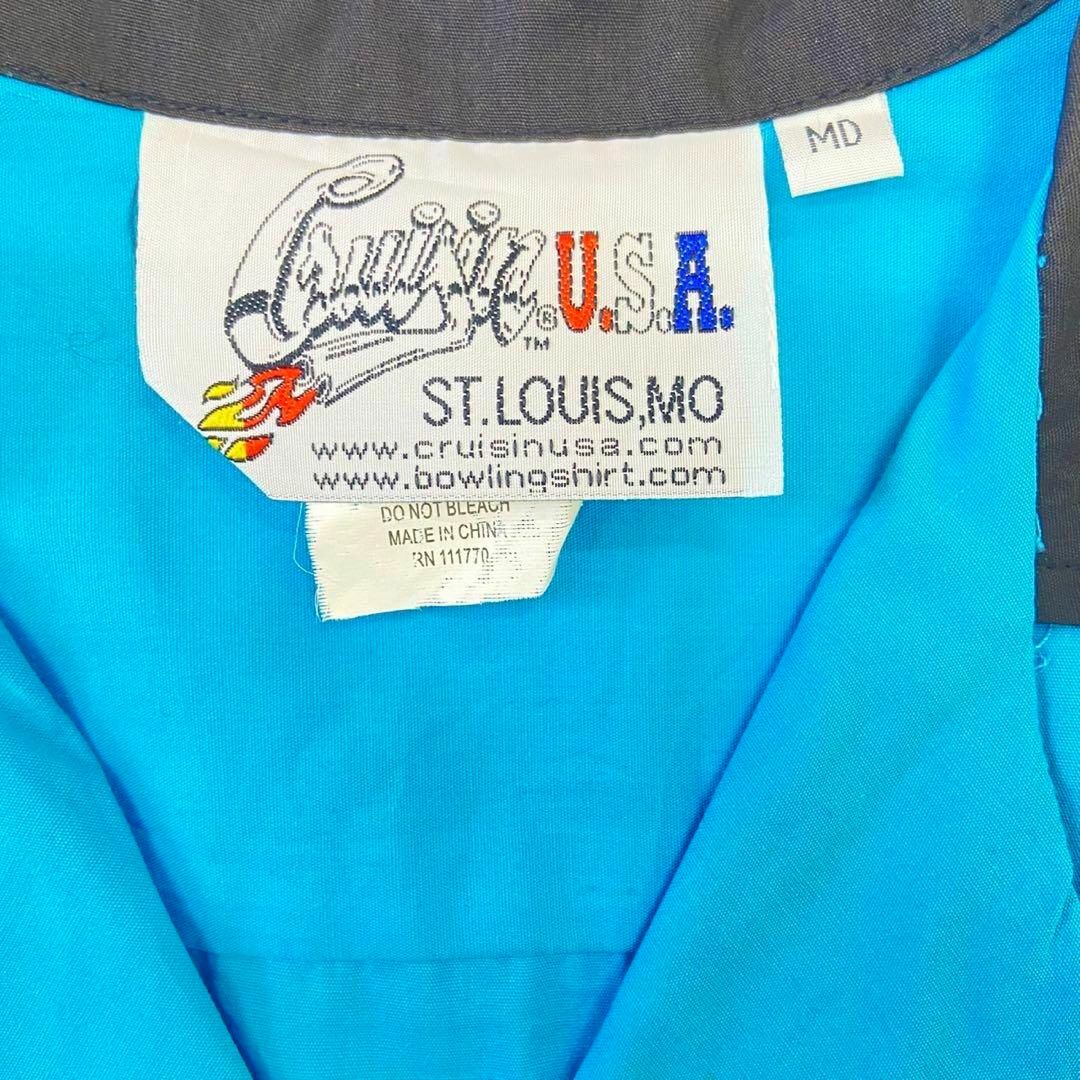 Cruisin® U.S.A.
TM
MD
ST.LOUIS,MO
www.cruisinusa.com
www.bowlingshirt.com
DO NOT BLEACH
MADE IN CHINA
RN 111770